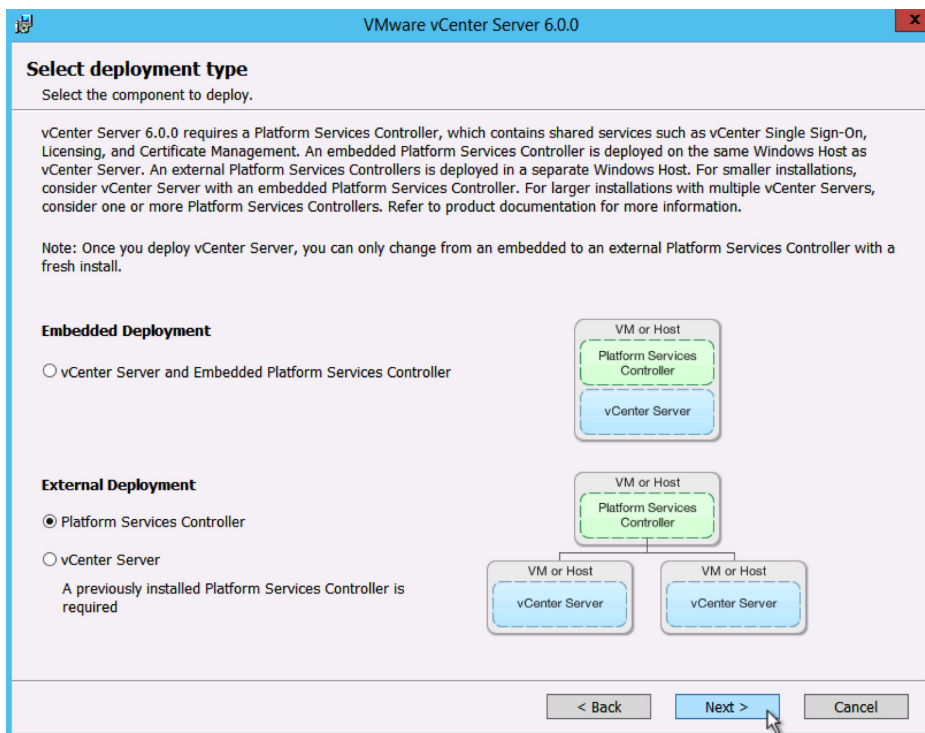 VMware vCenter Server 6.0.0
x
Select deployment type
Select the component to deploy.
vCenter Server 6.0.0 requires a Platform Services Controller, which contains shared services such as vCenter Single Sign-On,
Licensing, and Certificate Management. An embedded Platform Services Controller is deployed on the same Windows Host as
vCenter Server. An external Platform Services Controllers is deployed in a separate Windows Host. For smaller installations,
consider vCenter Server with an embedded Platform Services Controller. For larger installations with multiple vCenter Servers,
consider one or more Platform Services Controllers. Refer to product documentation for more information.
Note: Once you deploy vCenter Server, you can only change from an embedded to an external Platform Services Controller with a
fresh install.
Embedded Deployment
vCenter Server and Embedded Platform Services Controller
VM or Host
Platform Services
Controller
vCenter Server
External Deployment
Platform Services Controller
vCenter Server
A previously installed Platform Services Controller is
required
VM or Host
Platform Services
Controller
VM or Host
vCenter Server
VM or Host
vCenter Server
< Back
Next >
Cancel